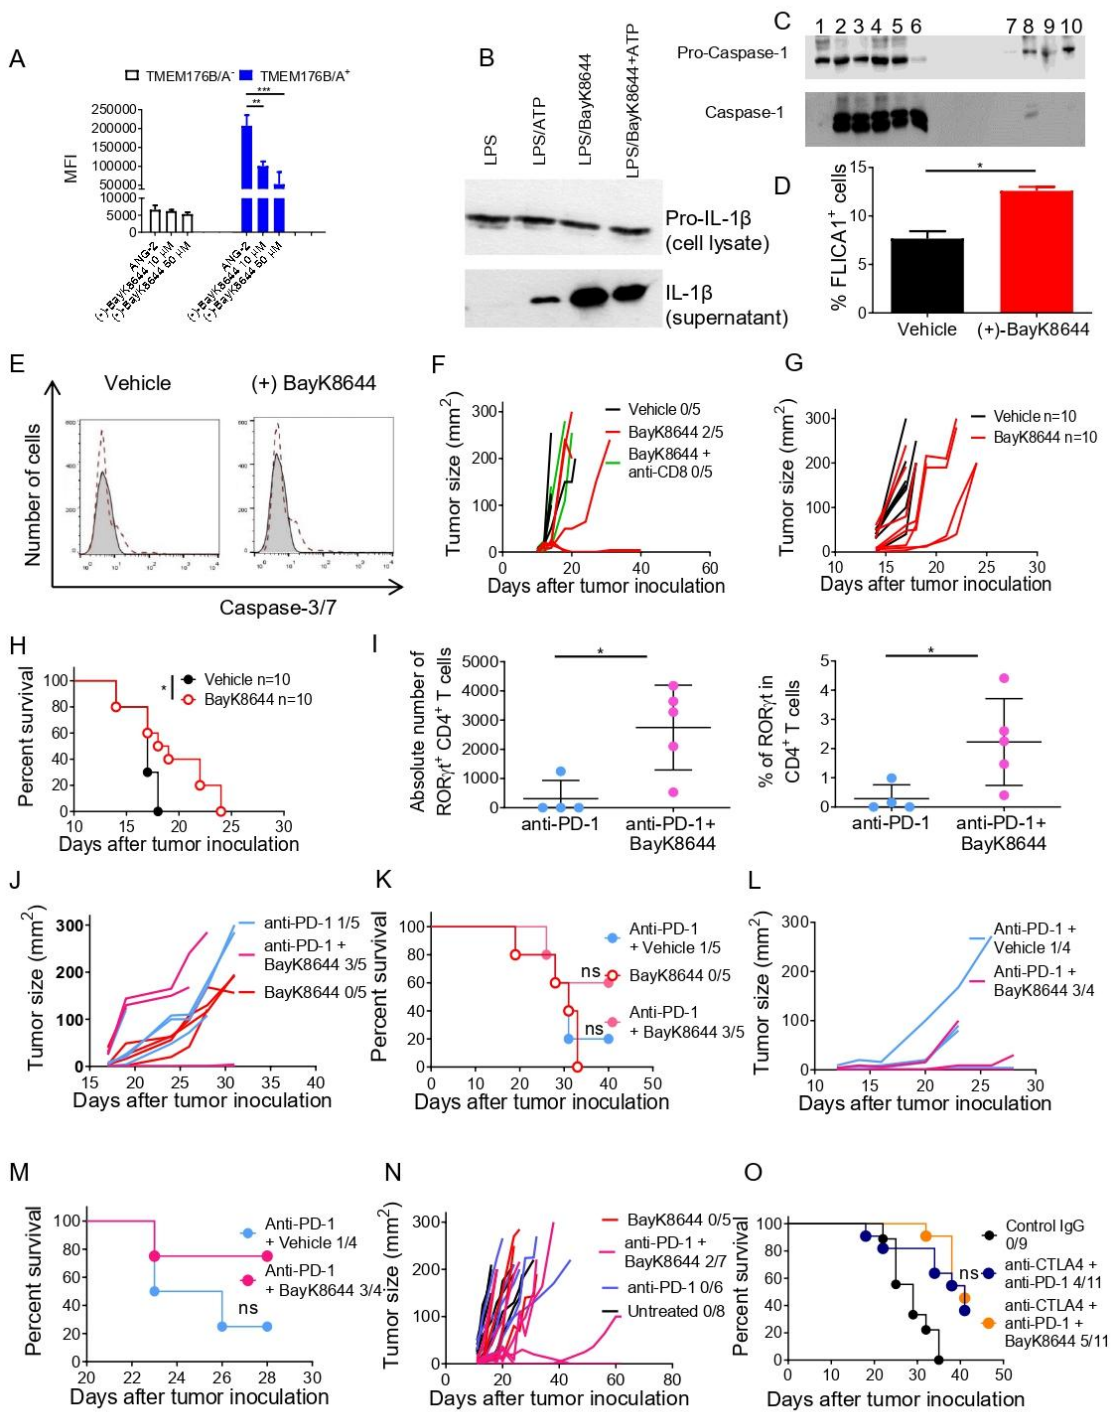 A
TMEM176B/A⁻
TMEM176B/A⁺
***
**
MFI
250000
200000
150000
100000
50000
10000
5000
0
ANG-2
(+)-BayK8644 10 µM
(+)-BayK8644 50 µM
ANG-2
(+)-BayK8644 10 µM
(+)-BayK8644 50 µM
B
LPS
LPS/ATP
LPS/BayK8644
LPS/BayK8644+ATP
Pro-IL-1β
(cell lysate)
IL-1β
(supernatant)
C
1 2 3 4 5 6 7 8 9 10
Pro-Caspase-1
Caspase-1
D
% FLICA1⁺ cells
15
10
5
0
*
Vehicle
(+)-BayK8644
E
Vehicle
(+) BayK8644
Number of cells
Caspase-3/7
F
Tumor size (mm²)
300
200
100
0
Vehicle 0/5
BayK8644 2/5
BayK8644 +
anti-CD8 0/5
0 20 40 60
Days after tumor inoculation
G
Tumor size (mm²)
300
200
100
0
Vehicle n=10
BayK8644 n=10
10 15 20 25 30
Days after tumor inoculation
H
Percent survival
100
80
60
40
20
0
*
Vehicle n=10
BayK8644 n=10
10 15 20 25 30
Days after tumor inoculation
I
Absolute number of
RORγt⁺ CD4⁺ T cells
5000
4000
3000
2000
1000
0
*
anti-PD-1
anti-PD-1+
BayK8644
% of RORγt in
CD4⁺ T cells
5
4
3
2
1
0
*
anti-PD-1
anti-PD-1+
BayK8644
J
Tumor size (mm²)
300
200
100
0
anti-PD-1 1/5
anti-PD-1 +
BayK8644 3/5
BayK8644 0/5
15 20 25 30 35 40
Days after tumor inoculation
K
Percent survival
100
80
60
40
20
0
Anti-PD-1
+ Vehicle 1/5
ns
BayK8644 0/5
Anti-PD-1
+ BayK8644 3/5
ns
0 10 20 30 40 50
Days after tumor inoculation
L
Tumor size (mm²)
300
200
100
0
Anti-PD-1 +
Vehicle 1/4
Anti-PD-1 +
BayK8644 3/4
10 15 20 25 30
Days after tumor inoculation
M
Percent survival
100
80
60
40
20
0
Anti-PD-1
+ Vehicle 1/4
Anti-PD-1
+ BayK8644 3/4
ns
20 22 24 26 28 30
Days after tumor inoculation
N
Tumor size (mm²)
300
200
100
0
BayK8644 0/5
anti-PD-1 +
BayK8644 2/7
anti-PD-1 0/6
Untreated 0/8
0 20 40 60 80
Days after tumor inoculation
O
Percent survival
100
80
60
40
20
0
Control IgG
0/9
ns
anti-CTLA4 +
anti-PD-1 4/11
anti-CTLA4 +
anti-PD-1 +
BayK8644 5/11
0 10 20 30 40 50
Days after tumor inoculation